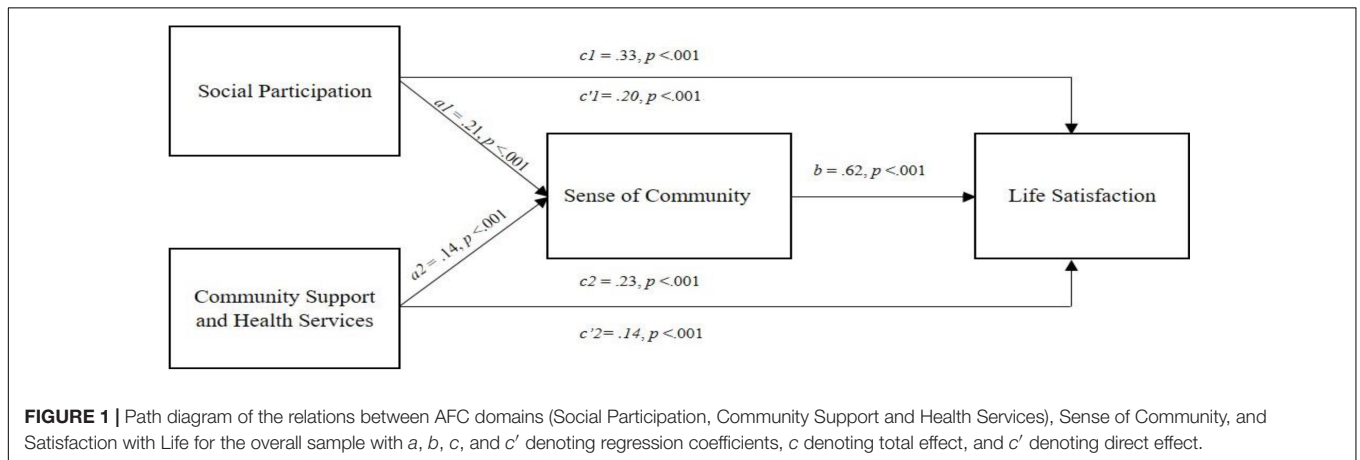 Social Participation
c1 = .33, p <.001
c'1 = .20, p <.001
a1 = .21, p <.001
Sense of Community
b = .62, p <.001
Life Satisfaction
a2 = .14, p <.001
Community Support
and Health Services
c2 = .23, p <.001
c'2= .14, p <.001
FIGURE 1 | Path diagram of the relations between AFC domains (Social Participation, Community Support and Health Services), Sense of Community, and
Satisfaction with Life for the overall sample with a, b, c, and c′ denoting regression coefficients, c denoting total effect, and c′ denoting direct effect.